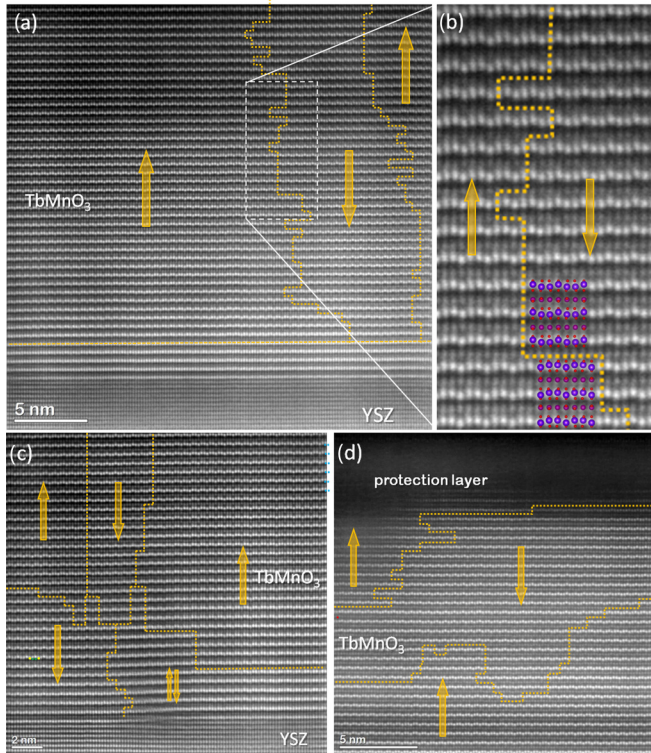 (a)
TbMnO3
5 nm
YSZ
(b)
(c)
TbMnO3
2 nm
YSZ
(d)
protection layer
TbMnO3
5 nm